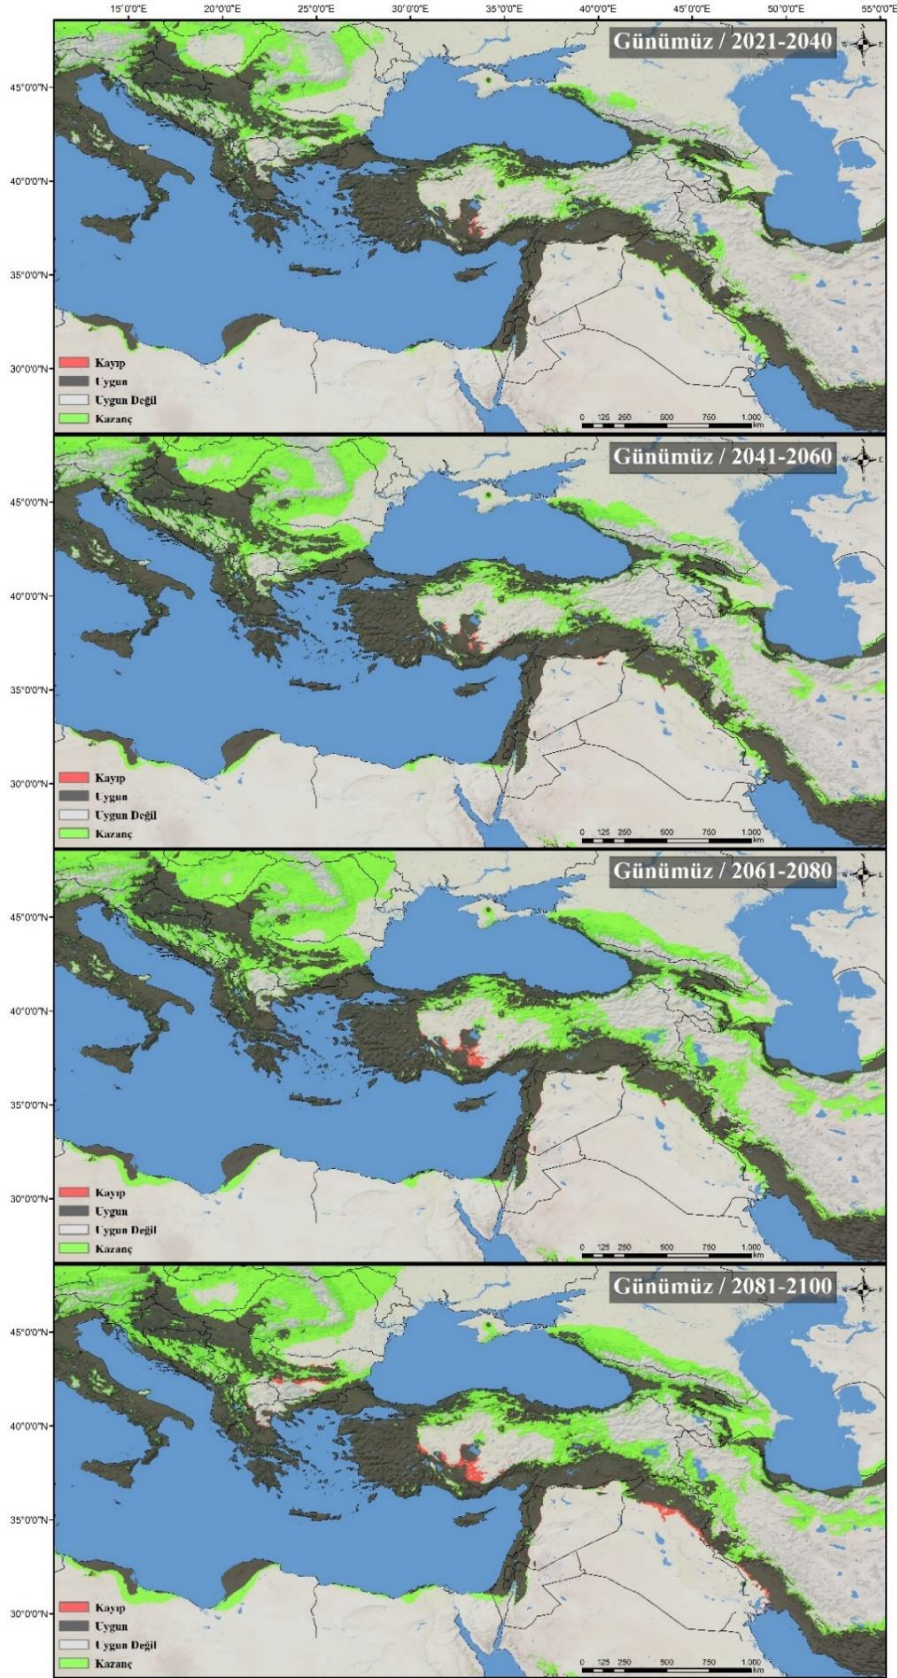 15°0'0"E 20°0'0"E 25°0'0"E 30°0'0"E 35°0'0"E 40°0'0"E 45°0'0"E 50°0'0"E 55°0'0"E
Günümüz / 2021-2040
N
W E
S
45°0'0"N
40°0'0"N
35°0'0"N
30°0'0"N
Kayıp
Uygun
Uygun Değil
Kazanç
0 125 250 500 750 1.000
km
Günümüz / 2041-2060
N
W E
S
45°0'0"N
40°0'0"N
35°0'0"N
30°0'0"N
Kayıp
Uygun
Uygun Değil
Kazanç
0 125 250 500 750 1.000
km
Günümüz / 2061-2080
N
W E
S
45°0'0"N
40°0'0"N
35°0'0"N
30°0'0"N
Kayıp
Uygun
Uygun Değil
Kazanç
0 125 250 500 750 1.000
km
Günümüz / 2081-2100
N
W E
S
45°0'0"N
40°0'0"N
35°0'0"N
30°0'0"N
Kayıp
Uygun
Uygun Değil
Kazanç
0 125 250 500 750 1.000
km